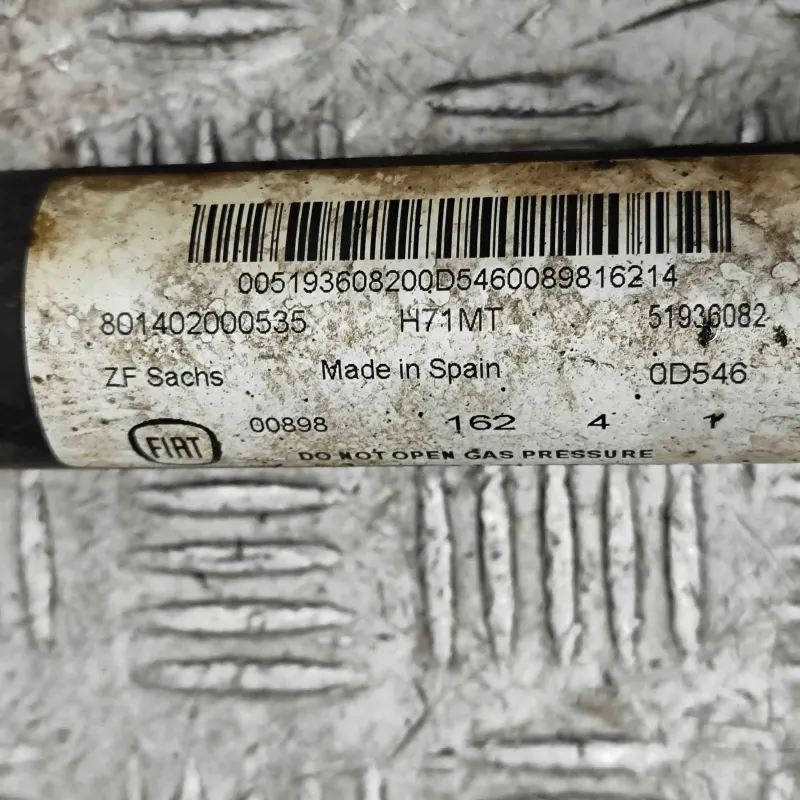 005193608200D5460089816214
801402000535 H71MT 51936082
ZF Sachs Made in Spain 0D546
00898 162 4 1
FIAT DO NOT OPEN GAS PRESSURE